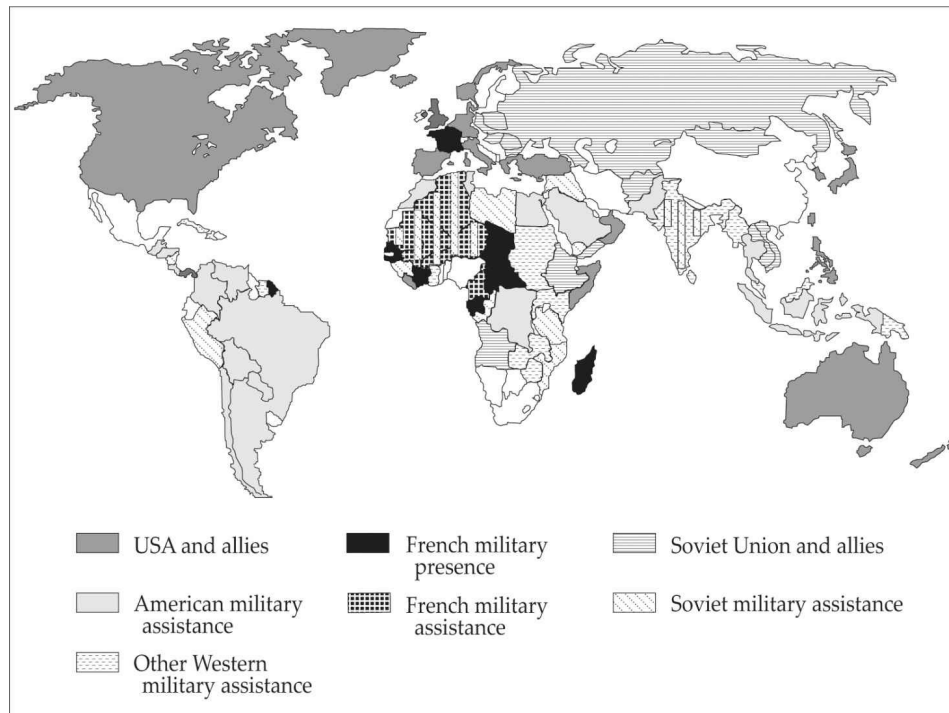 USA and allies
French military
presence
Soviet Union and allies
American military
assistance
French military
assistance
Soviet military assistance
Other Western
military assistance